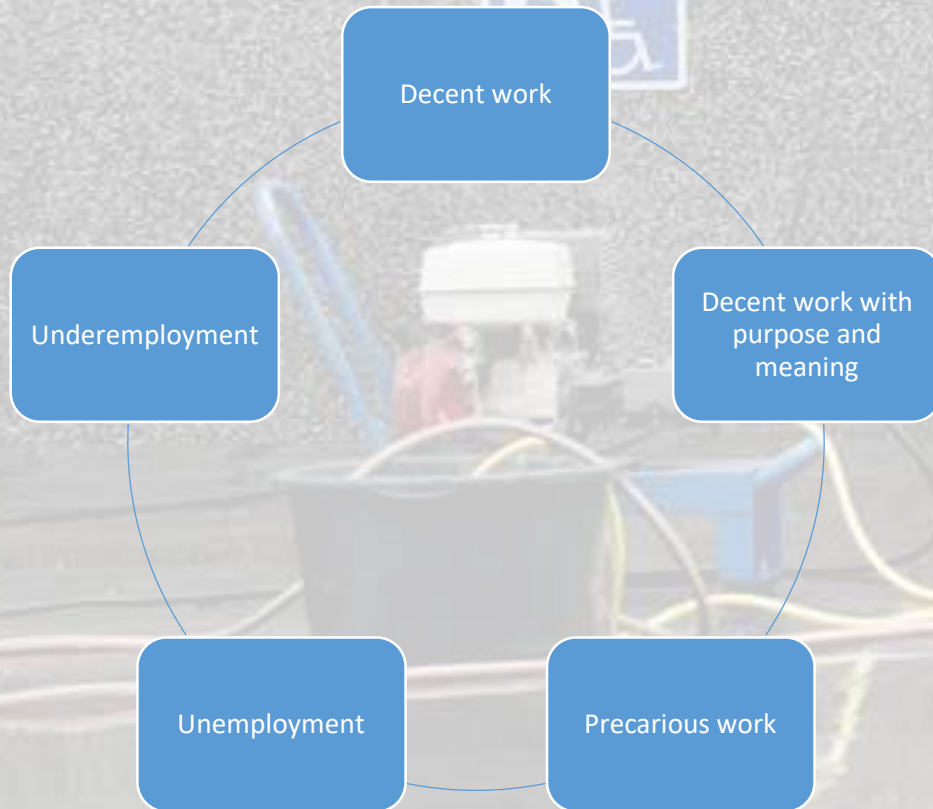 Decent work
Decent work with
purpose and
meaning
Precarious work
Unemployment
Underemployment